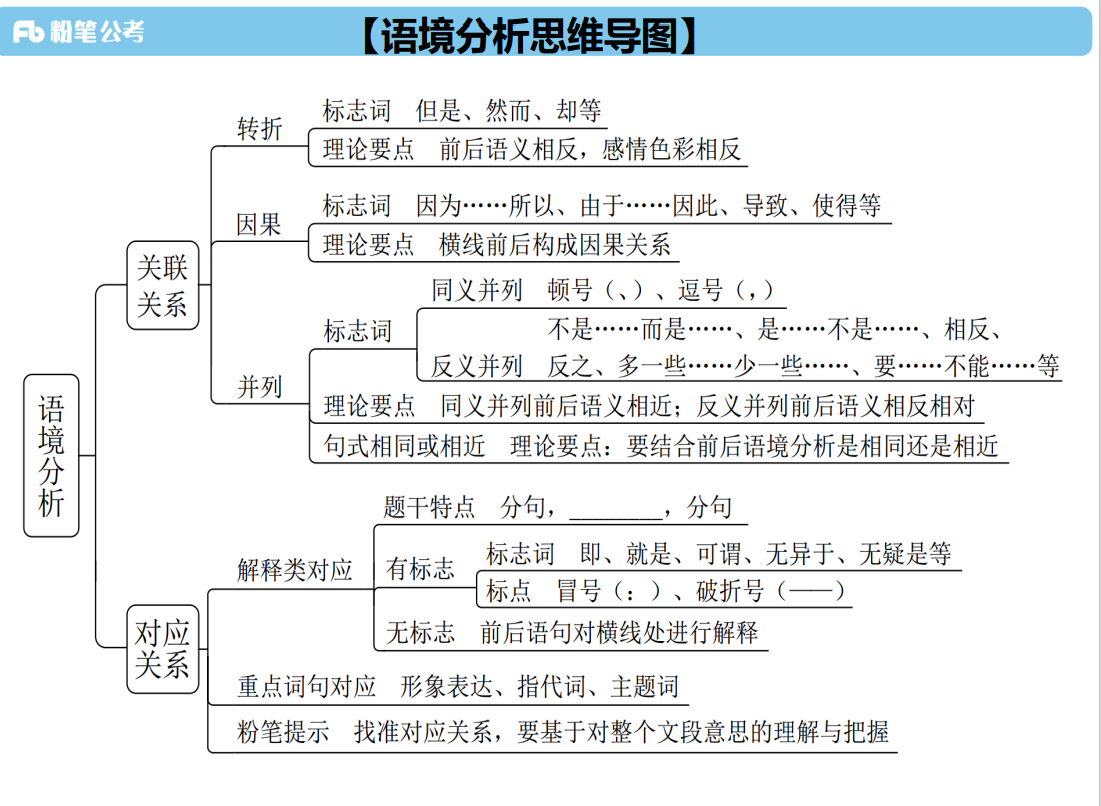 粉笔公考
【语境分析思维导图】
语境分析
关联关系
转折
标志词 但是、然而、却等
理论要点 前后语义相反，感情色彩相反
因果
标志词 因为……所以、由于……因此、导致、使得等
理论要点 横线前后构成因果关系
并列
标志词
同义并列 顿号（、）、逗号（，）
反义并列 不是……而是……、是……不是……、相反、
反之、多一些……少一些……、要……不能……等
理论要点 同义并列前后语义相近；反义并列前后语义相反相对
句式相同或相近 理论要点：要结合前后语境分析是相同还是相近
对应关系
解释类对应
题干特点 分句，________，分句
有标志
标志词 即、就是、可谓、无异于、无疑是等
标点 冒号（：）、破折号（——）
无标志 前后语句对横线处进行解释
重点词句对应 形象表达、指代词、主题词
粉笔提示 找准对应关系，要基于对整个文段意思的理解与把握